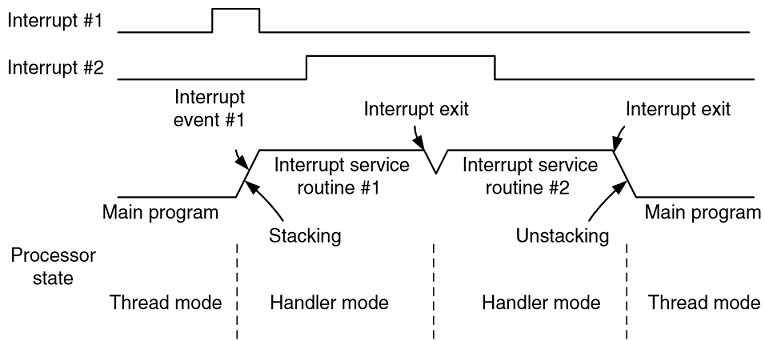 Interrupt #1
Interrupt #2
Interrupt
event #1
Interrupt exit
Interrupt exit
Interrupt service
routine #1
Interrupt service
routine #2
Main program
Main program
Stacking
Unstacking
Processor
state
Thread mode
Handler mode
Handler mode
Thread mode